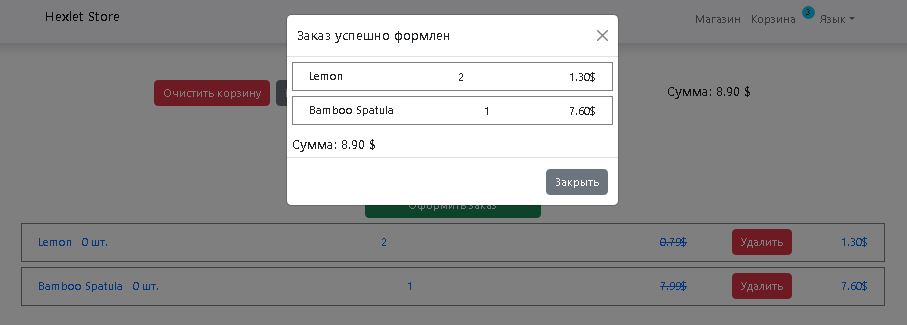 Hexlet Store
Магазин Корзина 3 Язык
Заказ успешно формлен
Lemon 2 1.30$
Bamboo Spatula 1 7.60$
Сумма: 8.90 $
Закрыть
Очистить корзину
Сумма: 8.90 $
Оформить заказ
Lemon 0 шт. 2 0.79$ Удалить 1.30$
Bamboo Spatula 0 шт. 1 7.99$ Удалить 7.60$